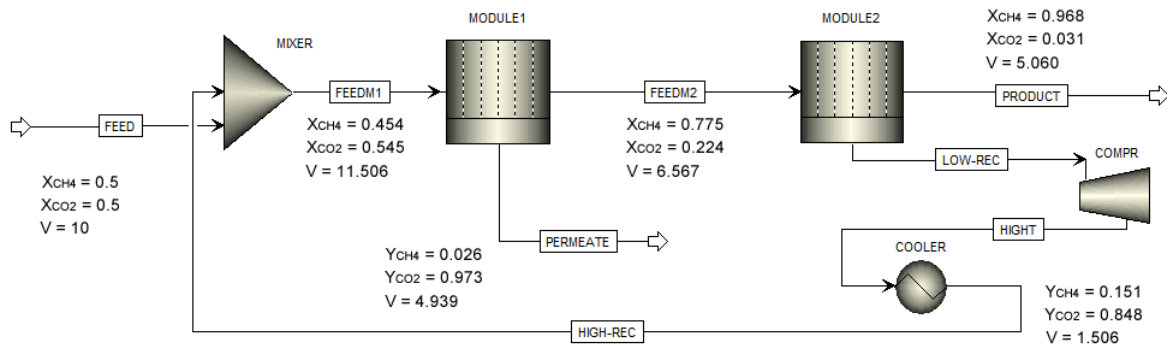 MIXER
MODULE1
MODULE2
XCH4 = 0.968
XCO2 = 0.031
V = 5.060
FEED
FEEDM1
FEEDM2
PRODUCT
XCH4 = 0.5
XCO2 = 0.5
V = 10
XCH4 = 0.454
XCO2 = 0.545
V = 11.506
XCH4 = 0.775
XCO2 = 0.224
V = 6.567
LOW-REC
COMPR
PERMEATE
YCH4 = 0.026
YCO2 = 0.973
V = 4.939
HIGHT
COOLER
YCH4 = 0.151
YCO2 = 0.848
V = 1.506
HIGH-REC